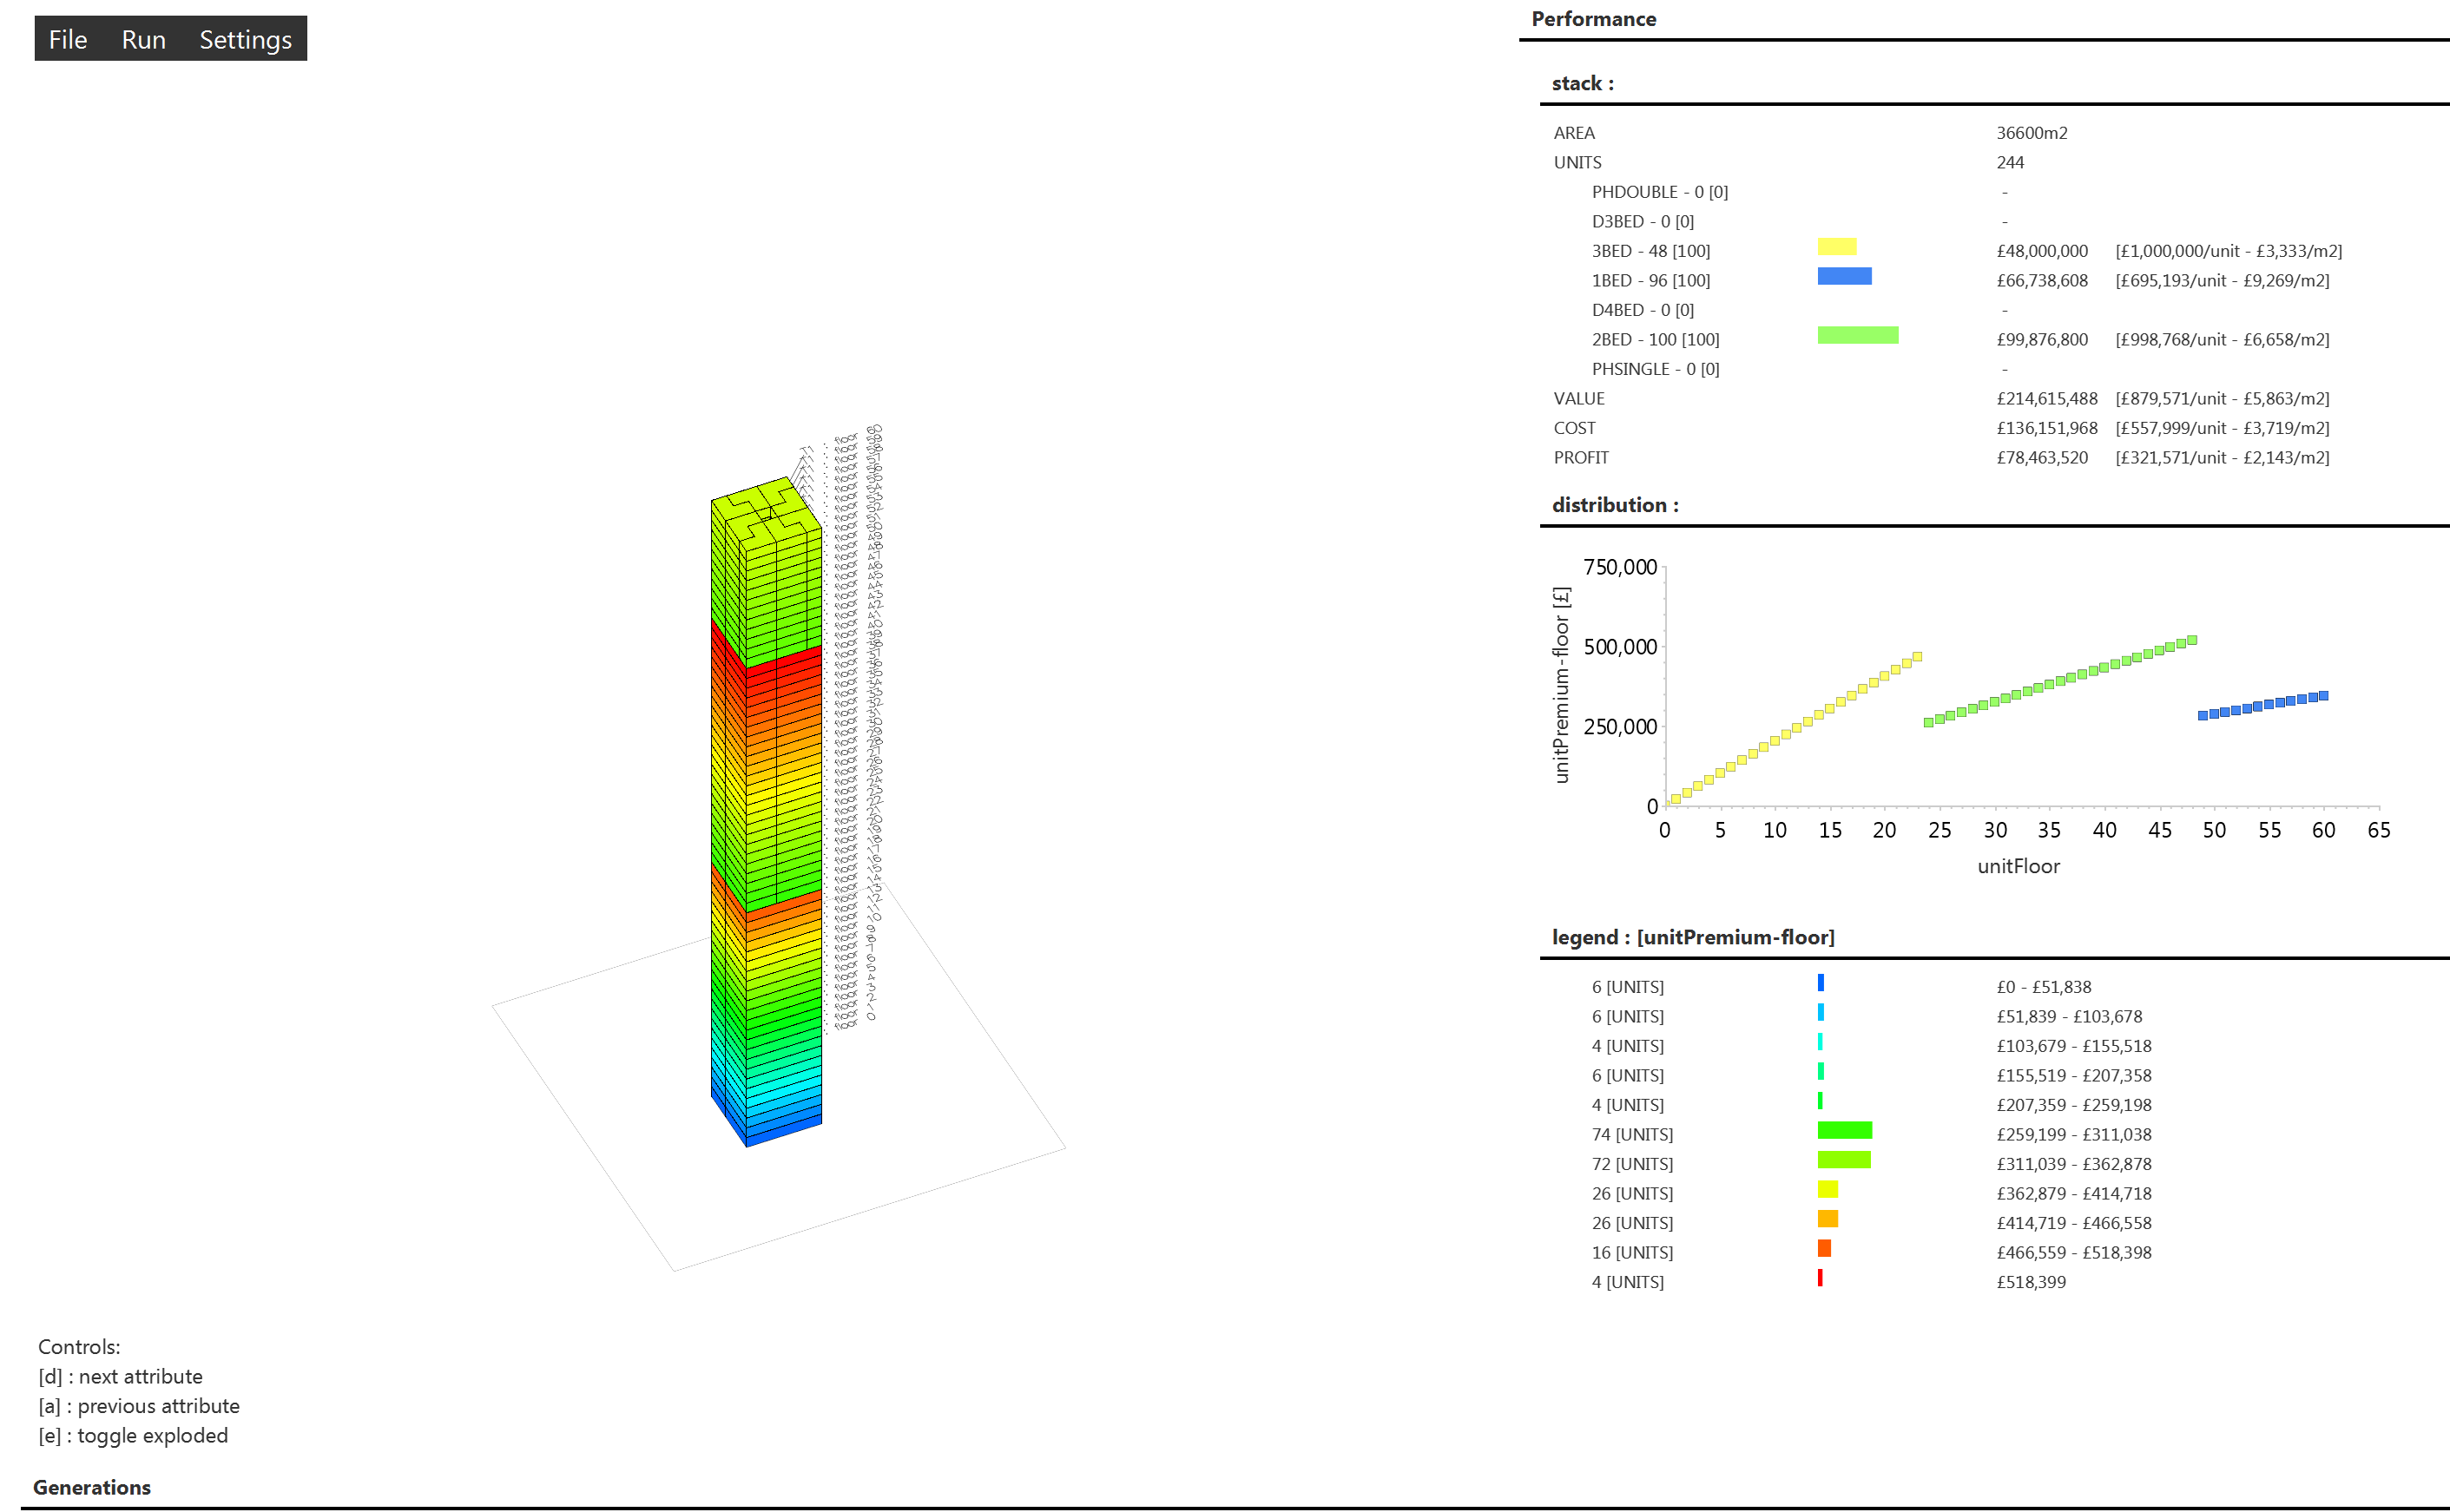 File Run Settings
Performance
stack :
AREA 36600m2
UNITS 244
PHDOUBLE - 0 [0] -
D3BED - 0 [0] -
3BED - 48 [100] £48,000,000 [£1,000,000/unit - £3,333/m2]
1BED - 96 [100] £66,738,608 [£695,193/unit - £9,269/m2]
D4BED - 0 [0] -
2BED - 100 [100] £99,876,800 [£998,768/unit - £6,658/m2]
PHSINGLE - 0 [0] -
VALUE £214,615,488 [£879,571/unit - £5,863/m2]
COST £136,151,968 [£557,999/unit - £3,719/m2]
PROFIT £78,463,520 [£321,571/unit - £2,143/m2]
distribution :
unitPremium-floor [£]
750,000
500,000
250,000
0
0 5 10 15 20 25 30 35 40 45 50 55 60 65
unitFloor
legend : [unitPremium-floor]
6 [UNITS] £0 - £51,838
6 [UNITS] £51,839 - £103,678
4 [UNITS] £103,679 - £155,518
6 [UNITS] £155,519 - £207,358
4 [UNITS] £207,359 - £259,198
74 [UNITS] £259,199 - £311,038
72 [UNITS] £311,039 - £362,878
26 [UNITS] £362,879 - £414,718
26 [UNITS] £414,719 - £466,558
16 [UNITS] £466,559 - £518,398
4 [UNITS] £518,399
Controls:
[d] : next attribute
[a] : previous attribute
[e] : toggle exploded
Generations